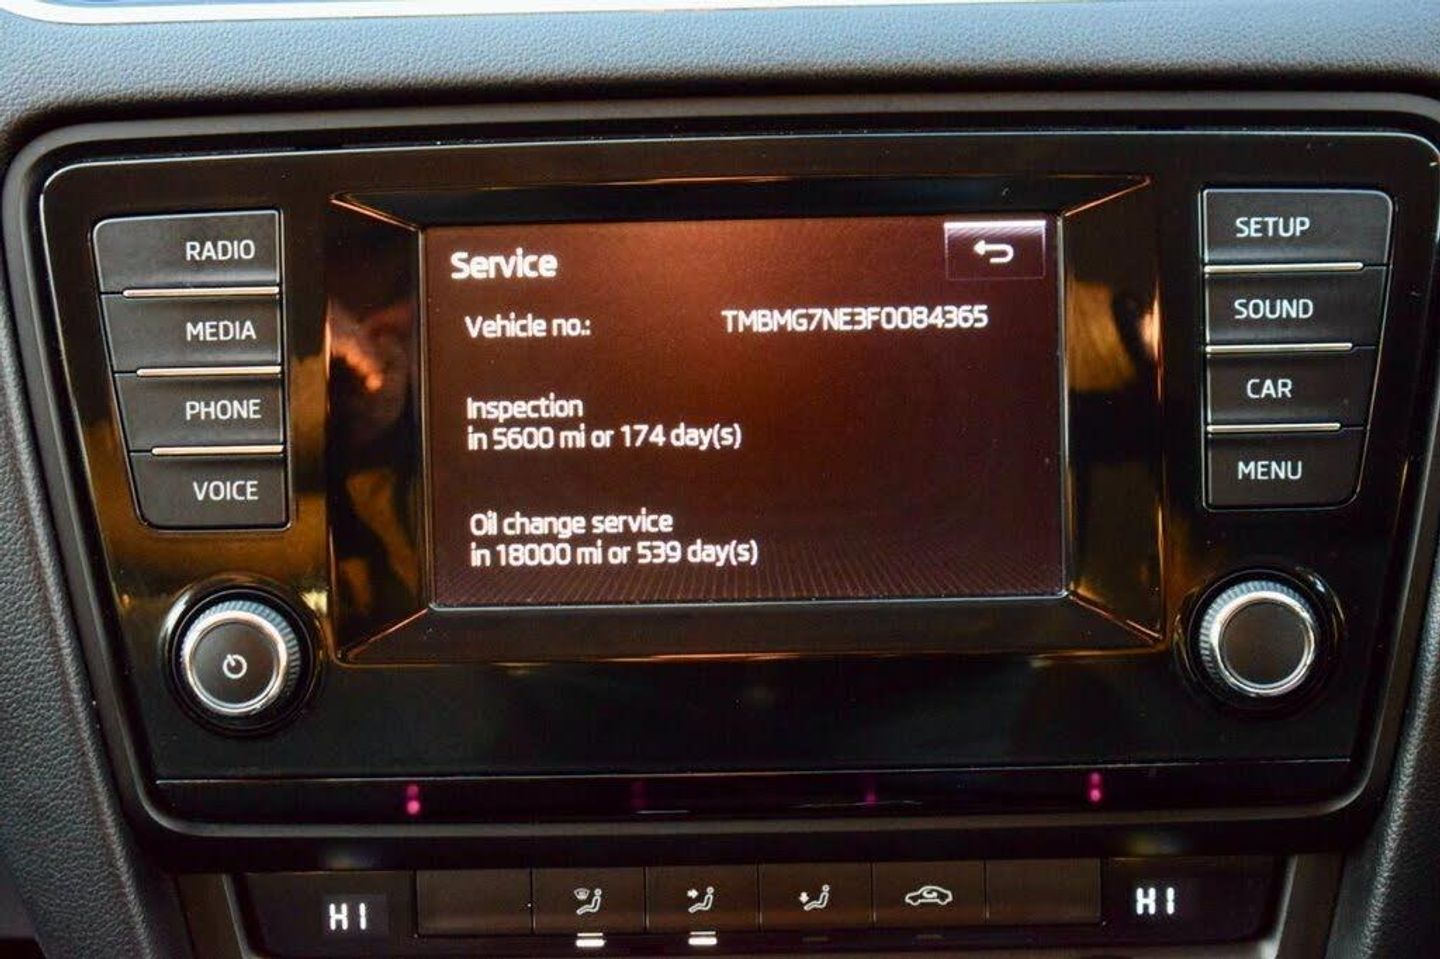 Service
Vehicle no.: TMBMG7NE3F0084365
Inspection
in 5600 mi or 174 day(s)
Oil change service
in 18000 mi or 539 day(s)
RADIO
MEDIA
PHONE
VOICE
SETUP
SOUND
CAR
MENU
HI
HI